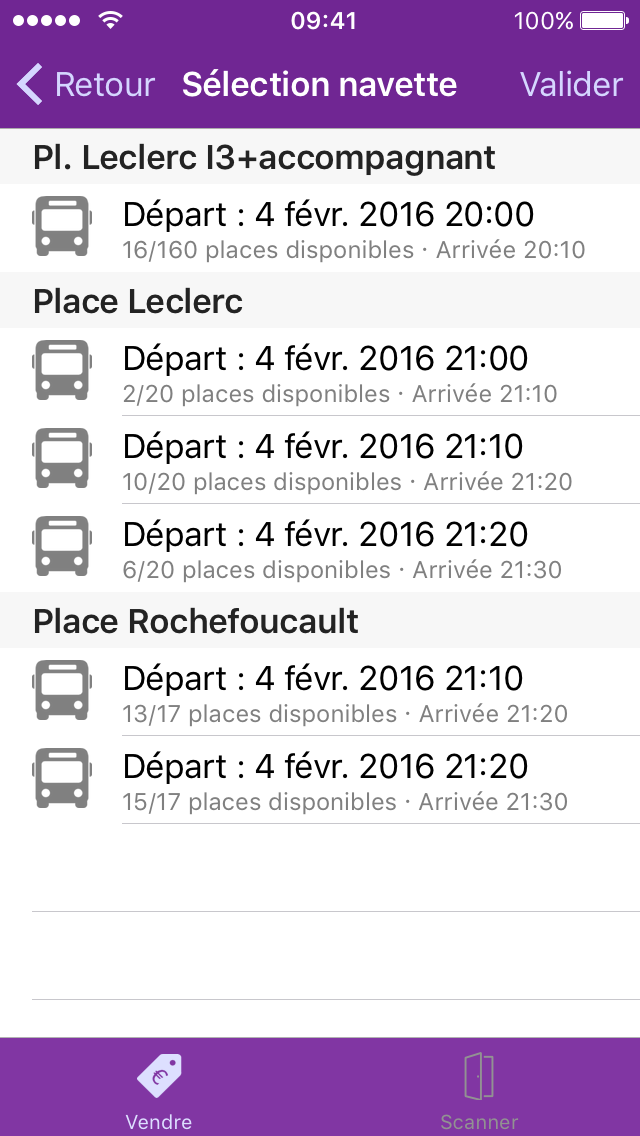 09:41
100%
Retour
Sélection navette
Valider
Pl. Leclerc I3+accompagnant
Départ : 4 févr. 2016 20:00
16/160 places disponibles · Arrivée 20:10
Place Leclerc
Départ : 4 févr. 2016 21:00
2/20 places disponibles · Arrivée 21:10
Départ : 4 févr. 2016 21:10
10/20 places disponibles · Arrivée 21:20
Départ : 4 févr. 2016 21:20
6/20 places disponibles · Arrivée 21:30
Place Rochefoucault
Départ : 4 févr. 2016 21:10
13/17 places disponibles · Arrivée 21:20
Départ : 4 févr. 2016 21:20
15/17 places disponibles · Arrivée 21:30
€
Vendre
Scanner